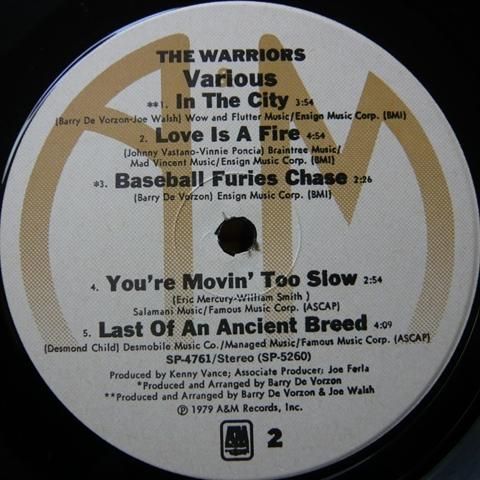 THE WARRIORS
Various
**1. In The City 3:54
(Barry De Vorzon-Joe Walsh) Wow and Flutter Music/Ensign Music Corp. (BMI)
2. Love Is A Fire 4:54
(Johnny Vastano-Vinnie Poncia) Braintree Music/
Mad Vincent Music/Ensign Music Corp. (BMI)
*3. Baseball Furies Chase 2:26
(Barry De Vorzon) Ensign Music Corp. (BMI)
4. You're Movin' Too Slow 2:54
(Eric Mercury-William Smith )
Salamani Music/Famous Music Corp. (ASCAP)
5. Last Of An Ancient Breed 4:09
(Desmond Child) Desmobile Music Co./Managed Music/Famous Music Corp. (ASCAP)
SP-4761/Stereo (SP-5260)
Produced by Kenny Vance; Associate Producer; Joe Ferla
*Produced and Arranged by Barry De Vorzon
**Produced and Arranged by Barry De Vorzon & Joe Walsh
℗ 1979 A&M Records, Inc.
A&M 2